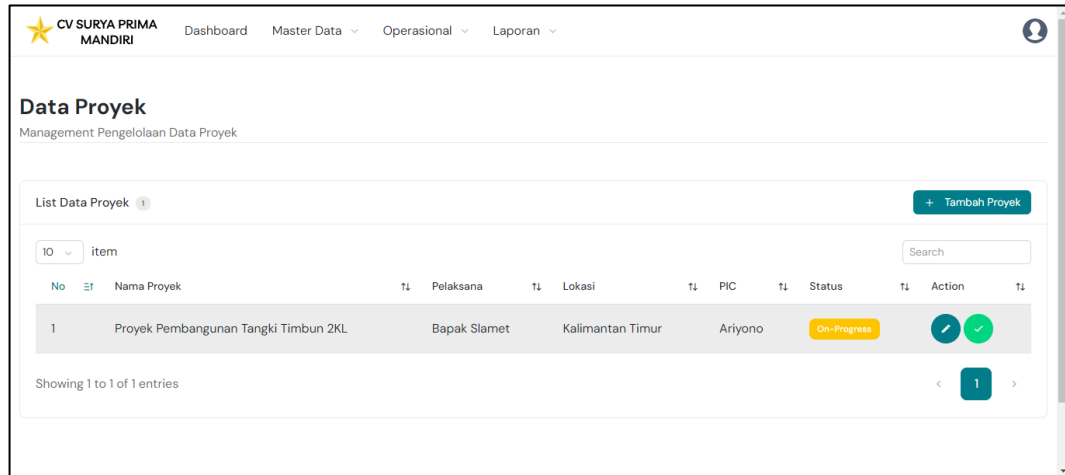 CV SURYA PRIMA
MANDIRI
Dashboard Master Data Operasional Laporan
Data Proyek
Management Pengelolaan Data Proyek
List Data Proyek 1
+ Tambah Proyek
10 item
Search
No Nama Proyek Pelaksana Lokasi PIC Status Action
1 Proyek Pembangunan Tangki Timbun 2KL Bapak Slamet Kalimantan Timur Ariyono On-Progress
Showing 1 to 1 of 1 entries
< 1 >